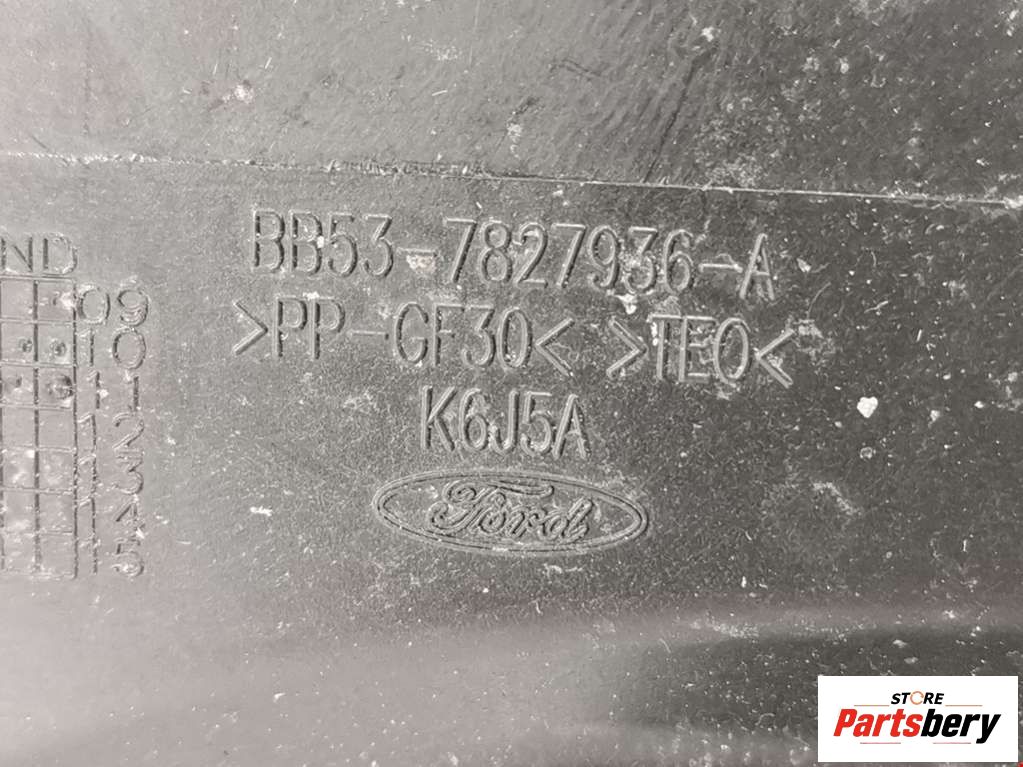 BB53-7827936-A
>PP-GF30< >TEO<
K6J5A
Ford
ND
09
10
11
12
13
14
15
STORE
Partsbery